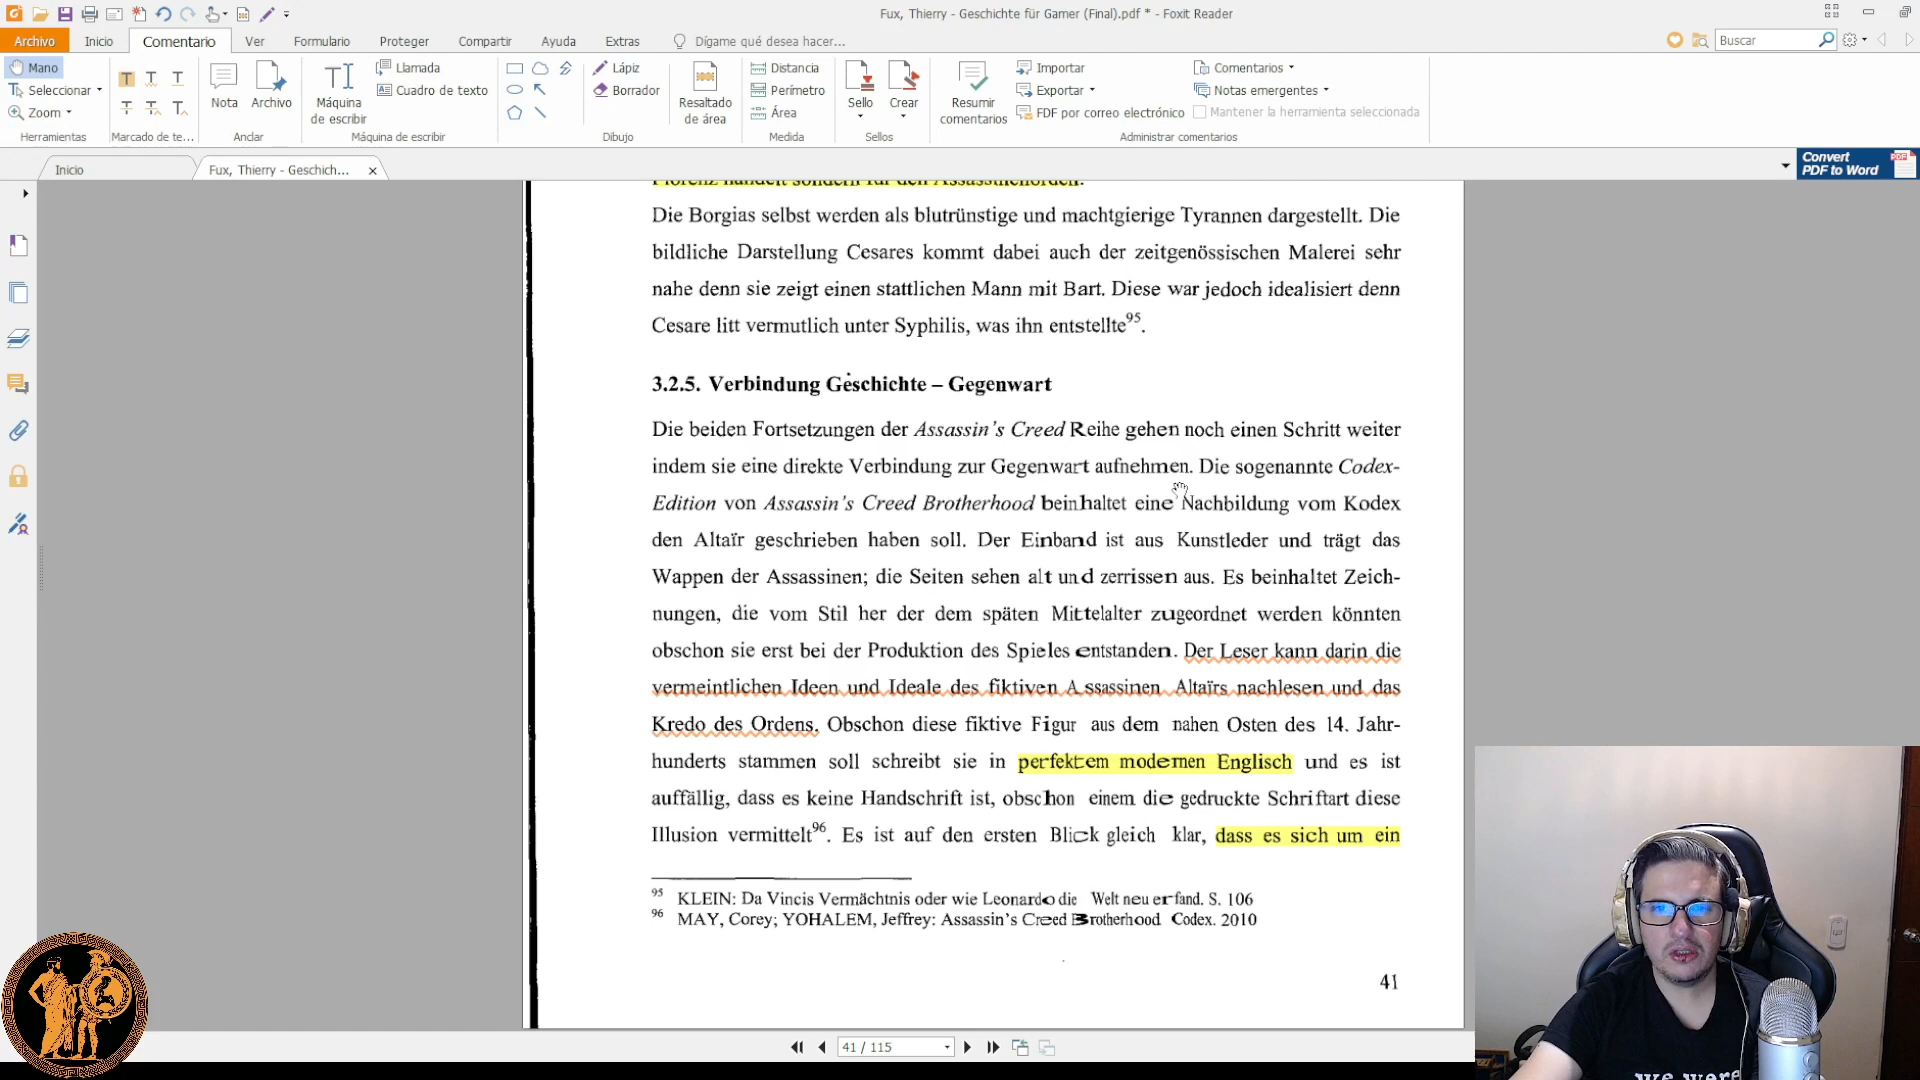 Fux, Thierry - Geschichte für Gamer (Final).pdf * - Foxit Reader
Archivo Inicio Comentario Ver Formulario Proteger Compartir Ayuda Extras Dígame qué desea hacer... Buscar
Mano
Seleccionar
Zoom
Herramientas
Marcado de te...
Nota
Archivo
Anclar
Máquina de escribir
Llamada
Cuadro de texto
Máquina de escribir
Lápiz
Borrador
Dibujo
Resaltado de área
Distancia
Perímetro
Área
Medida
Sello
Crear
Sellos
Resumir comentarios
Importar
Exportar
FDF por correo electrónico
Comentarios
Notas emergentes
Mantener la herramienta seleccionada
Administrar comentarios
Inicio
Fux, Thierry - Geschich...
Convert
PDF to Word
Florenz handelt sondern für den Assassinenorden.
Die Borgias selbst werden als blutrünstige und machtgierige Tyrannen dargestellt. Die
bildliche Darstellung Cesares kommt dabei auch der zeitgenössischen Malerei sehr
nahe denn sie zeigt einen stattlichen Mann mit Bart. Diese war jedoch idealisiert denn
Cesare litt vermutlich unter Syphilis, was ihn entstellte95.
3.2.5. Verbindung Geschichte – Gegenwart
Die beiden Fortsetzungen der Assassin's Creed Reihe gehen noch einen Schritt weiter
indem sie eine direkte Verbindung zur Gegenwart aufnehmen. Die sogenannte Codex-
Edition von Assassin's Creed Brotherhood beinhaltet eine Nachbildung vom Kodex
den Altaïr geschrieben haben soll. Der Einband ist aus Kunstleder und trägt das
Wappen der Assassinen; die Seiten sehen alt und zerrissen aus. Es beinhaltet Zeich-
nungen, die vom Stil her der dem späten Mittelalter zugeordnet werden könnten
obschon sie erst bei der Produktion des Spieles entstanden. Der Leser kann darin die
vermeintlichen Ideen und Ideale des fiktiven Assassinen Altaïrs nachlesen und das
Kredo des Ordens. Obschon diese fiktive Figur aus dem nahen Osten des 14. Jahr-
hunderts stammen soll schreibt sie in perfektem modernen Englisch und es ist
auffällig, dass es keine Handschrift ist, obschon einem die gedruckte Schriftart diese
Illusion vermittelt96. Es ist auf den ersten Blick gleich klar, dass es sich um ein
95 KLEIN: Da Vincis Vermächtnis oder wie Leonardo die Welt neu erfand. S. 106
96 MAY, Corey; YOHALEM, Jeffrey: Assassin's Creed Brotherhood Codex. 2010
41
41 / 115
we were